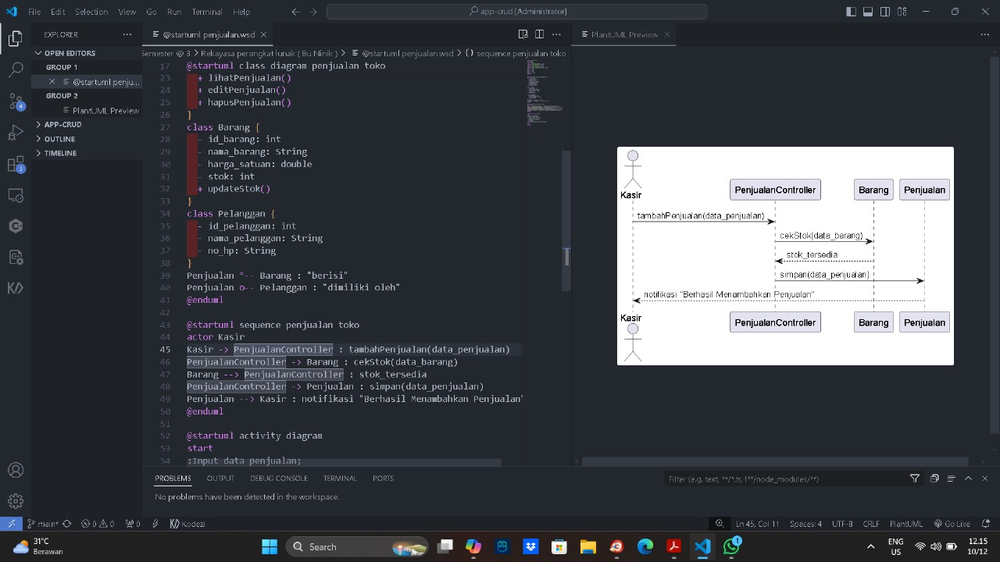 File Edit Selection View Go Run Terminal Help
app-crud [Administrator]
EXPLORER
OPEN EDITORS
GROUP 1
@startuml penju...
GROUP 2
PlantUML Preview
APP-CRUD
OUTLINE
TIMELINE
4
3
@startuml penjualan.wsd
Semester @ 3 > Rekayasa perangkat lunak ( Bu Ninik ) > @startuml penjualan.wsd > {} sequence penjualan toko
17 @startuml class diagram penjualan toko
23 + lihatPenjualan()
24 + editPenjualan()
25 + hapusPenjualan()
26 }
27 class Barang {
28 - id_barang: int
29 - nama_barang: String
30 - harga_satuan: double
31 - stok: int
32 + updateStok()
33 }
34 class Pelanggan {
35 - id_pelanggan: int
36 - nama_pelanggan: String
37 - no_hp: String
38 }
39 Penjualan *-- Barang : "berisi"
40 Penjualan o-- Pelanggan : "dimiliki oleh"
41 @enduml
42
43 @startuml sequence penjualan toko
44 actor Kasir
45 Kasir -> PenjualanController : tambahPenjualan(data_penjualan)
46 PenjualanController -> Barang : cekStok(data_barang)
47 Barang --> PenjualanController : stok_tersedia
48 PenjualanController -> Penjualan : simpan(data_penjualan)
49 Penjualan --> Kasir : notifikasi "Berhasil Menambahkan Penjualan"
50 @enduml
51
52 @startuml activity diagram
53 start
54 :Input data penjualan;
PlantUML Preview
Kasir PenjualanController Barang Penjualan
tambahPenjualan(data_penjualan)
cekStok(data_barang)
stok_tersedia
simpan(data_penjualan)
notifikasi "Berhasil Menambahkan Penjualan"
Kasir PenjualanController Barang Penjualan
PROBLEMS OUTPUT DEBUG CONSOLE TERMINAL PORTS
Filter (e.g. text, **/*.ts, !**/node_modules/**)
No problems have been detected in the workspace.
main* 0 0 0 Kodezi
Ln 45, Col 11 Spaces: 4 UTF-8 CRLF PlantUML Go Live
31°C
Berawan
Search
1
ENG
US
12.15
10/12